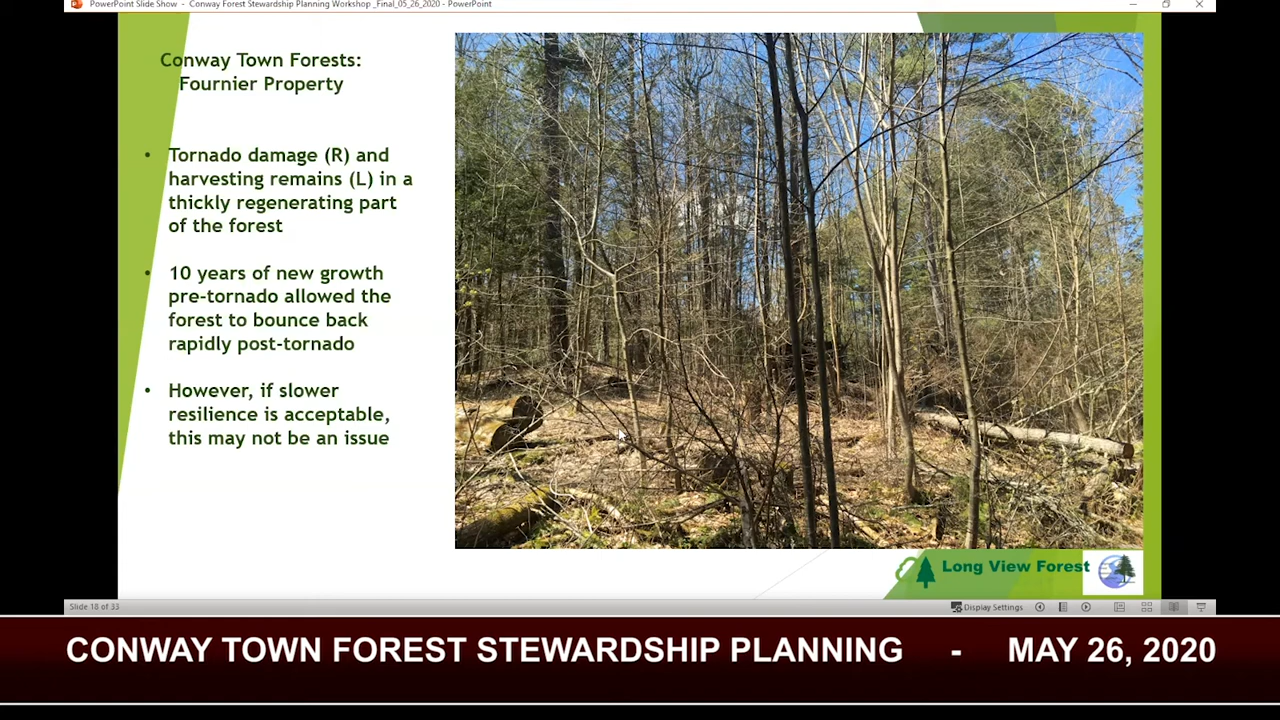 PowerPoint Slide Show - Conway Forest Stewardship Planning Workshop _Final_05_26_2020 - PowerPoint
Conway Town Forests:
Fournier Property
• Tornado damage (R) and
harvesting remains (L) in a
thickly regenerating part
of the forest
• 10 years of new growth
pre-tornado allowed the
forest to bounce back
rapidly post-tornado
• However, if slower
resilience is acceptable,
this may not be an issue
Long View Forest
Slide 18 of 33
Display Settings
CONWAY TOWN FOREST STEWARDSHIP PLANNING - MAY 26, 2020